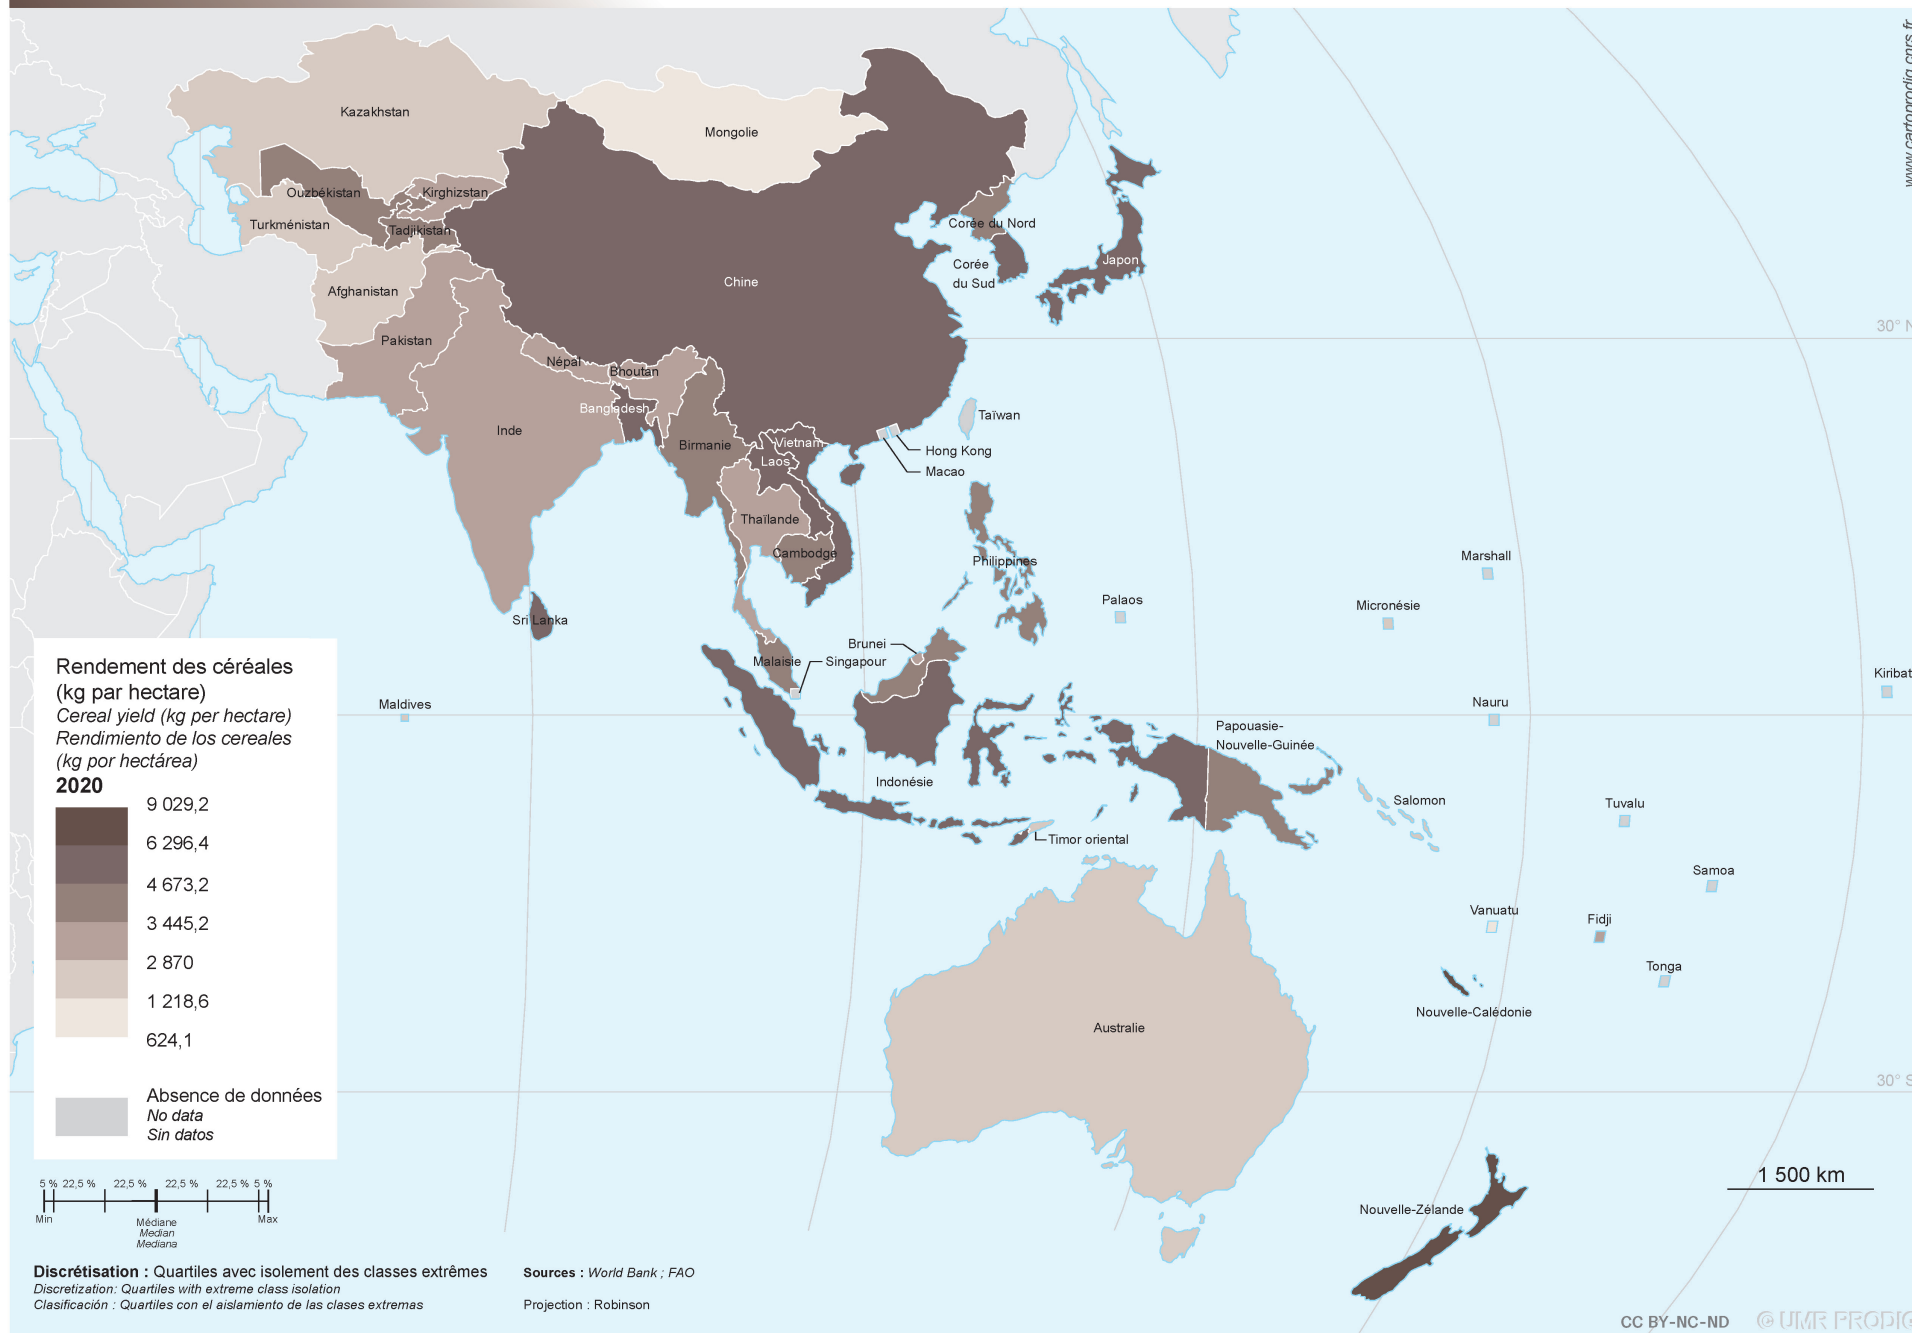 www.cartoprodig.cnrs.fr
Kazakhstan
Mongolie
Ouzbékistan
Kirghizstan
Turkménistan
Tadjikistan
Corée du Nord
Japon
Corée
du Sud
Chine
Afghanistan
30° N
Pakistan
Népal
Bhoutan
Bangladesh
Taïwan
Inde
Birmanie
Vietnam
Hong Kong
Laos
Macao
Thaïlande
Cambodge
Philippines
Marshall
Palaos
Micronésie
Sri Lanka
Brunei
Malaisie
Singapour
Kiribat
Maldives
Nauru
Papouasie-
Nouvelle-Guinée
Indonésie
Salomon
Tuvalu
Timor oriental
Samoa
Vanuatu
Fidji
Tonga
Nouvelle-Calédonie
Australie
30° S
Nouvelle-Zélande
1 500 km
Rendement des céréales
(kg par hectare)
Cereal yield (kg per hectare)
Rendimiento de los cereales
(kg por hectárea)
2020
9 029,2
6 296,4
4 673,2
3 445,2
2 870
1 218,6
624,1
Absence de données
No data
Sin datos
5 % 22,5 % 22,5 % 22,5 % 22,5 % 5 %
Min Max
Médiane
Median
Mediana
Discrétisation : Quartiles avec isolement des classes extrêmes
Discretization: Quartiles with extreme class isolation
Clasificación : Quartiles con el aislamiento de las clases extremas
Sources : World Bank ; FAO
Projection : Robinson
CC BY-NC-ND © UMR PRODIG